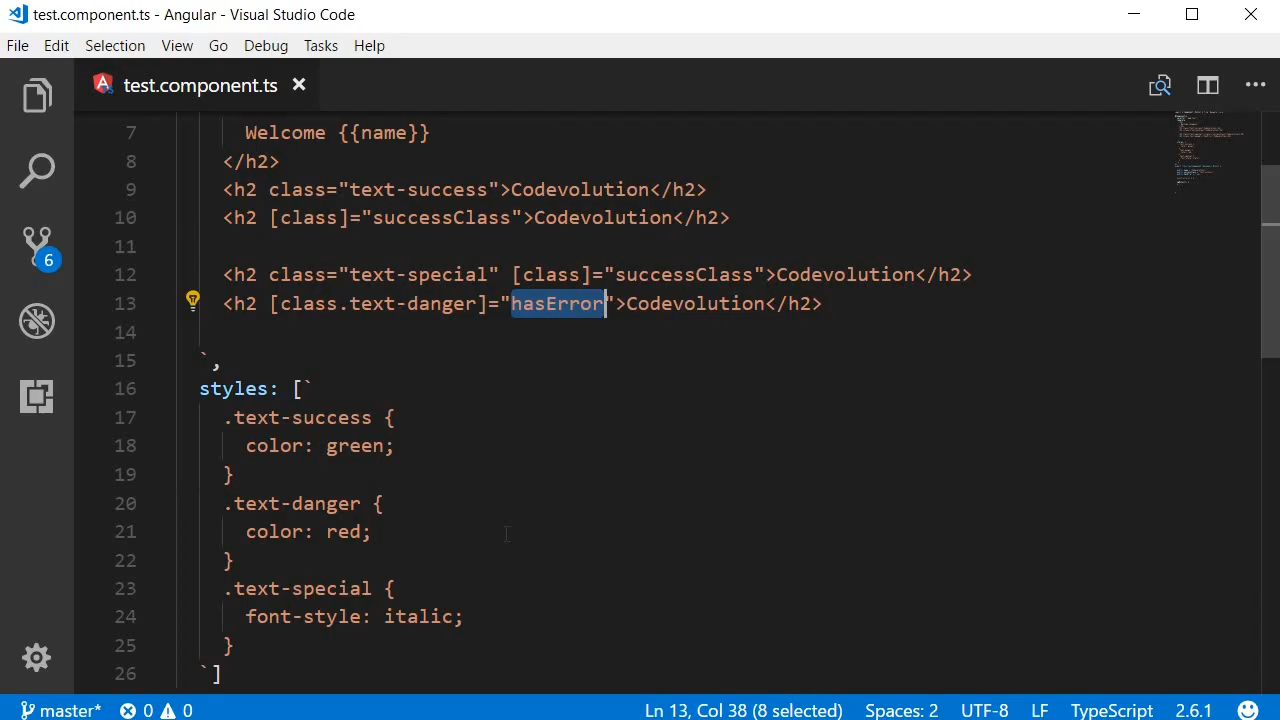 test.component.ts - Angular - Visual Studio Code
File Edit Selection View Go Debug Tasks Help
test.component.ts
7 Welcome {{name}}
8 </h2>
9 <h2 class="text-success">Codevolution</h2>
10 <h2 [class]="successClass">Codevolution</h2>
11
12 <h2 class="text-special" [class]="successClass">Codevolution</h2>
13 <h2 [class.text-danger]="hasError">Codevolution</h2>
14
15 `,
16 styles: [`
17 .text-success {
18 color: green;
19 }
20 .text-danger {
21 color: red;
22 }
23 .text-special {
24 font-style: italic;
25 }
26 `]
6
master* 0 0 Ln 13, Col 38 (8 selected) Spaces: 2 UTF-8 LF TypeScript 2.6.1